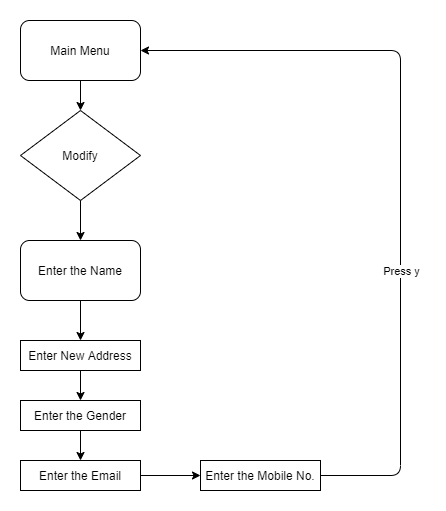 Main Menu
Modify
Enter the Name
Press y
Enter New Address
Enter the Gender
Enter the Email
Enter the Mobile No.